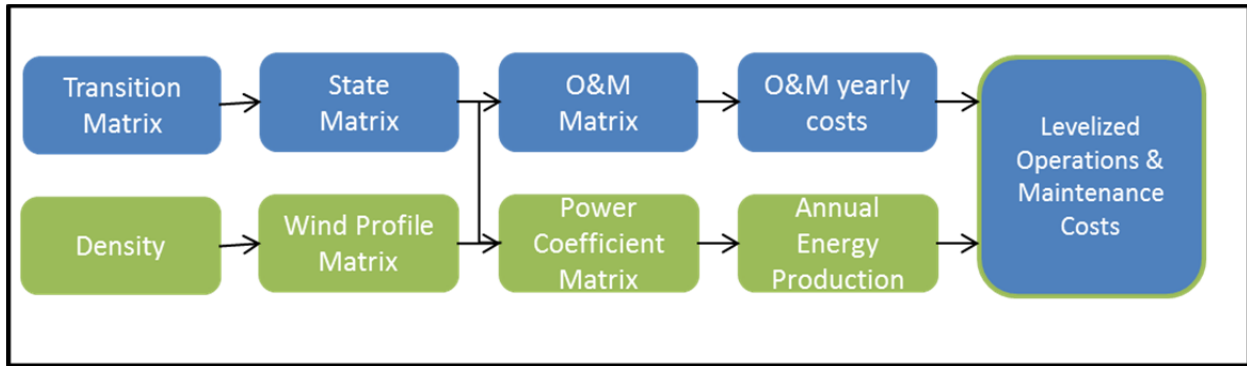 Transition
Matrix
State
Matrix
O&M
Matrix
O&M yearly
costs
Levelized
Operations &
Maintenance
Costs
Density
Wind Profile
Matrix
Power
Coefficient
Matrix
Annual
Energy
Production